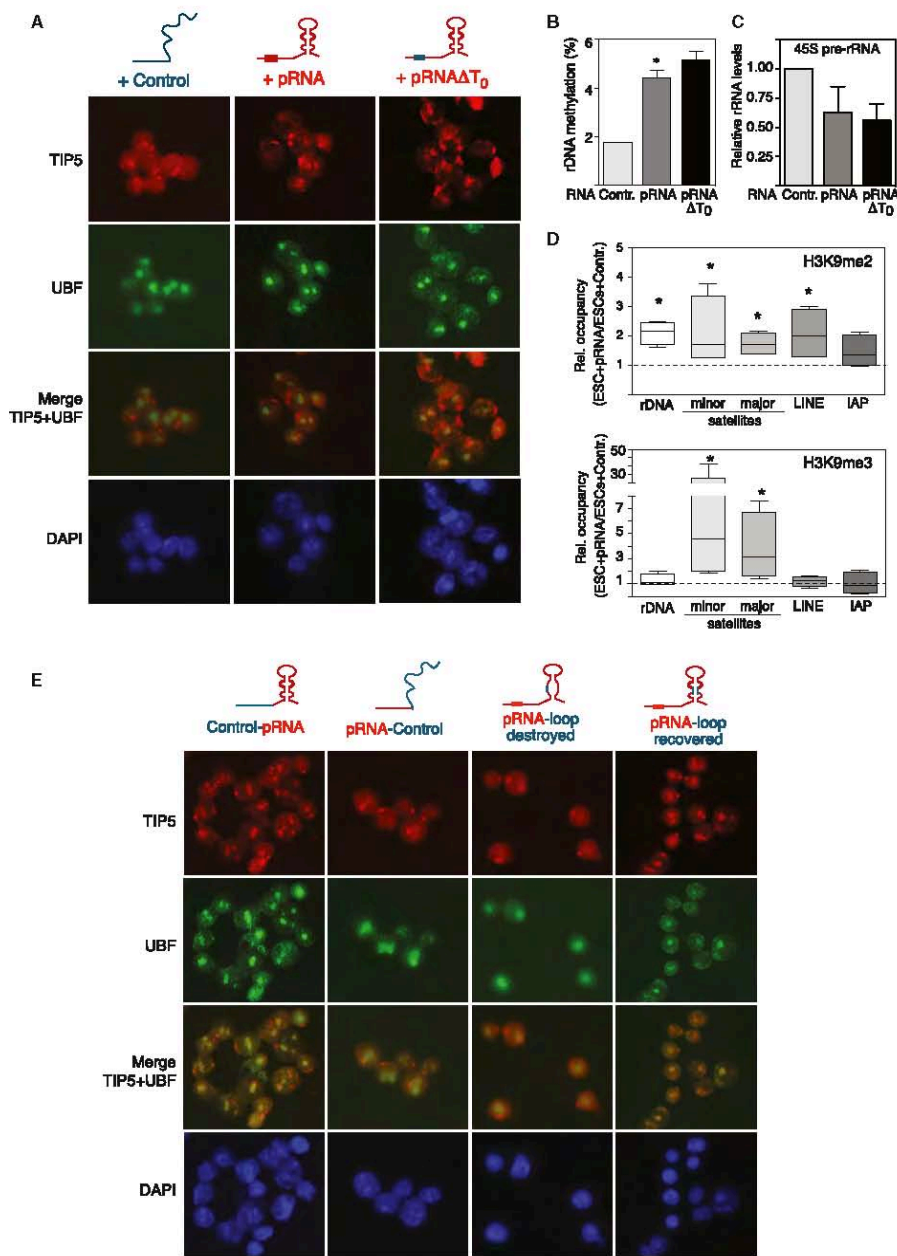 A
+ Control
+ pRNA
+ pRNAΔT0
TIP5
UBF
Merge
TIP5+UBF
DAPI
B
rDNA methylation (%)
6
4
2
RNA Contr. pRNA pRNA
ΔT0
*
C
45S pre-rRNA
Relative rRNA levels
1.00
0.75
0.50
0.25
RNA Contr. pRNA pRNA
ΔT0
D
H3K9me2
Rel. occupancy
(ESC+pRNA/ESCs+Contr.)
5
4
3
2
1
* * * *
rDNA minor major LINE IAP
satellites
H3K9me3
Rel. occupancy
(ESC+pRNA/ESCs+Contr.)
50
30
10
7
5
3
1
* *
rDNA minor major LINE IAP
satellites
E
Control-pRNA
pRNA-Control
pRNA-loop
destroyed
pRNA-loop
recovered
TIP5
UBF
Merge
TIP5+UBF
DAPI